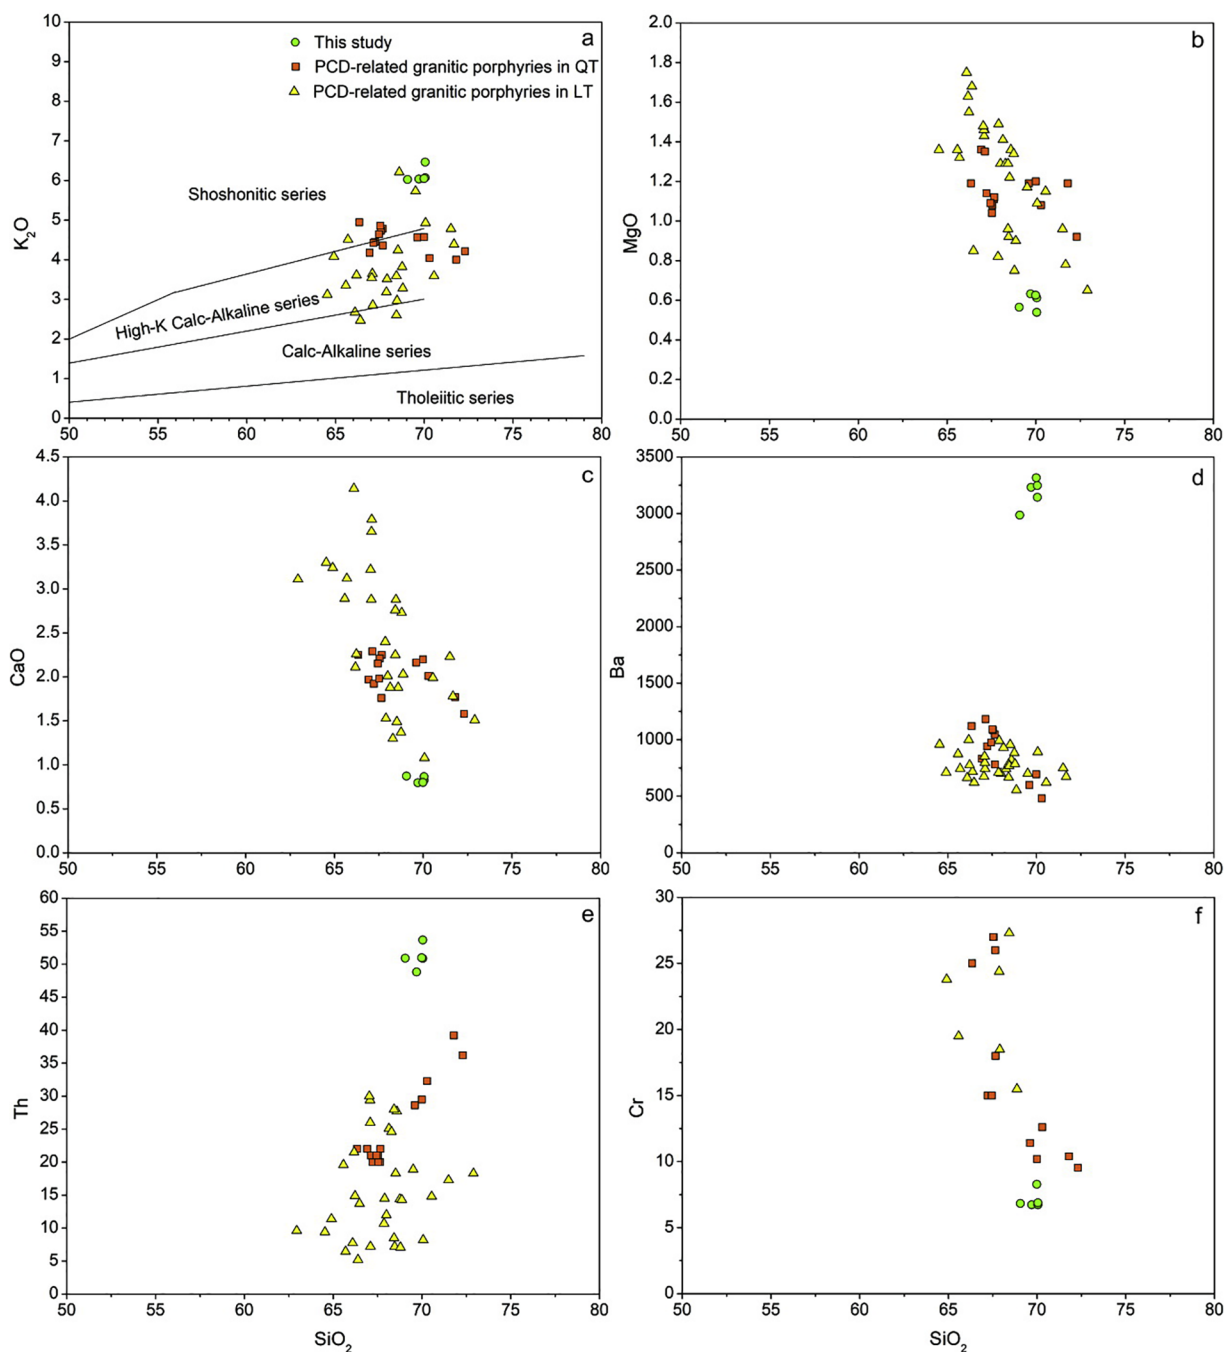 a
This study
PCD-related granitic porphyries in QT
PCD-related granitic porphyries in LT
Shoshonitic series
High-K Calc-Alkaline series
Calc-Alkaline series
Tholeiitic series
K2O
10
9
8
7
6
5
4
3
2
1
0
50 55 60 65 70 75 80
b
MgO
2.0
1.8
1.6
1.4
1.2
1.0
0.8
0.6
0.4
0.2
0.0
50 55 60 65 70 75 80
c
CaO
4.5
4.0
3.5
3.0
2.5
2.0
1.5
1.0
0.5
0.0
50 55 60 65 70 75 80
d
Ba
3500
3000
2500
2000
1500
1000
500
0
50 55 60 65 70 75 80
e
Th
60
55
50
45
40
35
30
25
20
15
10
5
0
50 55 60 65 70 75 80
SiO2
f
Cr
30
25
20
15
10
5
0
50 55 60 65 70 75 80
SiO2